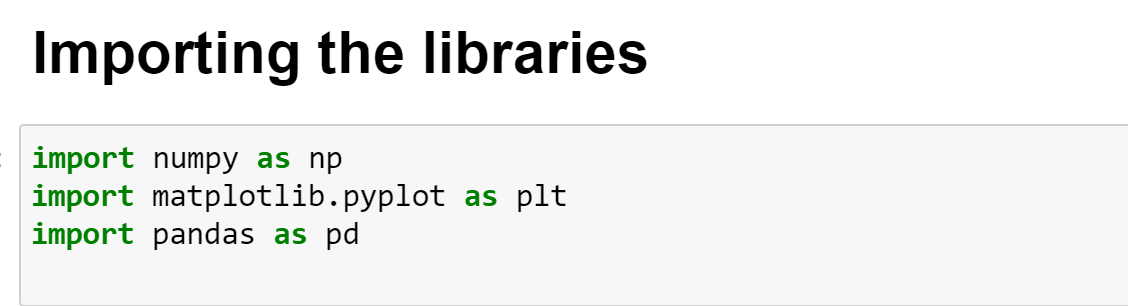 Importing the libraries
import numpy as np
import matplotlib.pyplot as plt
import pandas as pd